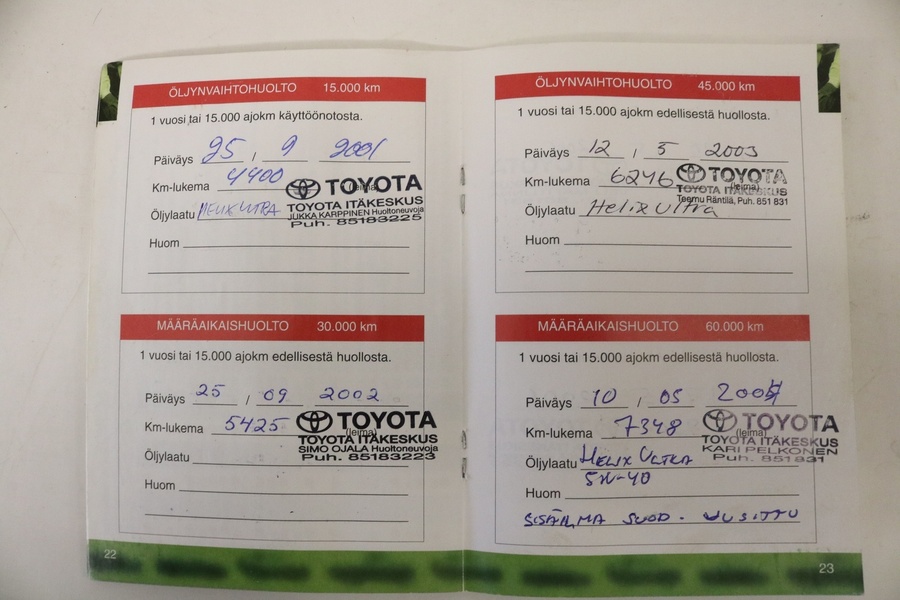 ÖLJYNVAIHTOHUOLTO 15.000 km
1 vuosi tai 15.000 ajokm käyttöönotosta.
Päiväys 25 / 9 2001
Km-lukema 4400 (leima)
TOYOTA
TOYOTA ITÄKESKUS
JUKKA KARPPINEN Huoltoneuvoja
Puh. 85183225
Öljylaatu HELIX ULTRA
Huom
MÄÄRÄAIKAISHUOLTO 30.000 km
1 vuosi tai 15.000 ajokm edellisestä huollosta.
Päiväys 25 / 09 2002
Km-lukema 5425 (leima)
TOYOTA
TOYOTA ITÄKESKUS
SIMO OJALA Huoltoneuvoja
Puh. 85183223
Öljylaatu
Huom
22
ÖLJYNVAIHTOHUOLTO 45.000 km
1 vuosi tai 15.000 ajokm edellisestä huollosta.
Päiväys 12 / 5 2003
Km-lukema 6246 (leima)
TOYOTA
TOYOTA ITÄKESKUS
Teemu Räntilä, Puh. 851 831
Öljylaatu Helix Ultra
Huom
MÄÄRÄAIKAISHUOLTO 60.000 km
1 vuosi tai 15.000 ajokm edellisestä huollosta.
Päiväys 10 / 05
Km-lukema 7348 (leima)
TOYOTA
TOYOTA ITÄKESKUS
KARI PELKONEN
Puh. 851831
Öljylaatu HELIX ULTRA
5W-40
Huom
SISÄILMA SUOD. UUSITTU
23